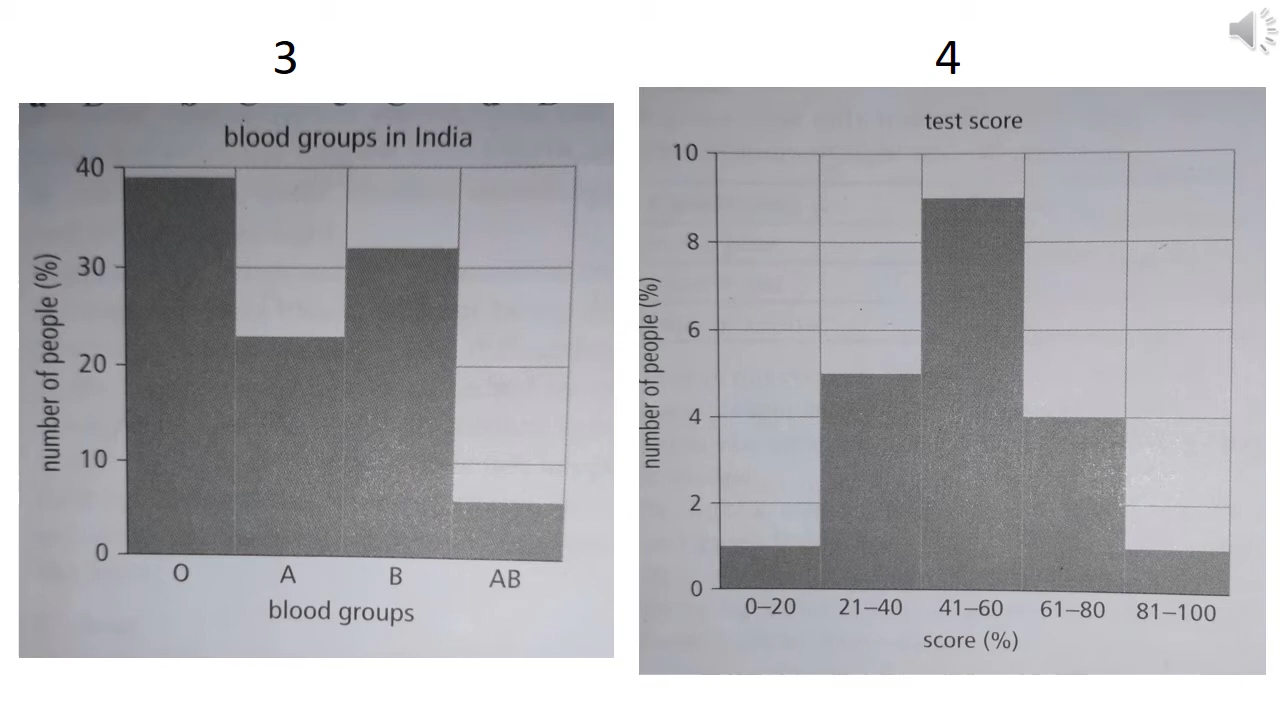 3
blood groups in India
number of people (%)
40
30
20
10
0
O A B AB
blood groups
4
test score
number of people (%)
10
8
6
4
2
0
0–20 21–40 41–60 61–80 81–100
score (%)